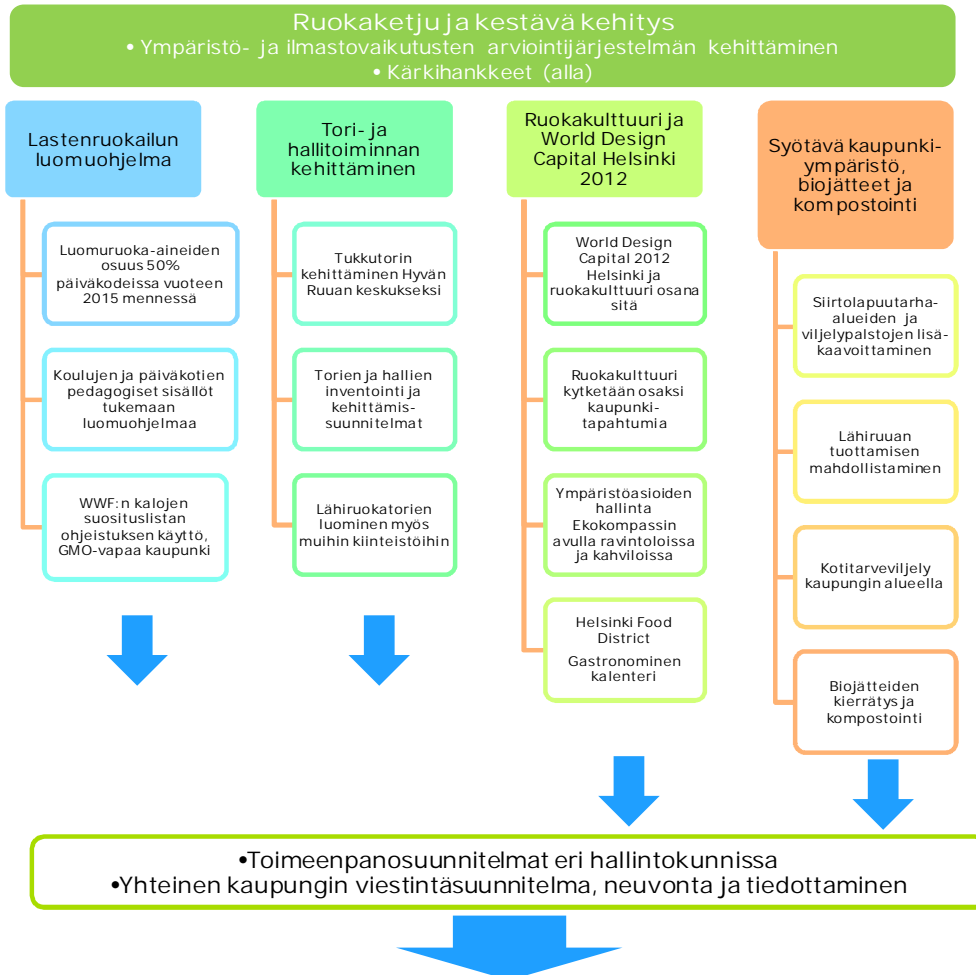 Ruokaketju ja kestävä kehitys
• Ympäristö- ja ilmastovaikutusten arviointijärjestelmän kehittäminen
• Kärkihankkeet (alla)
Lastenruokailun
luomuohjelma
Luomuruoka-aineiden
osuus 50%
päiväkodeissa vuoteen
2015 mennessä
Koulujen ja päiväkotien
pedagogiset sisällöt
tukemaan
luomuohjelmaa
WWF:n kalojen
suosituslistan
ohjeistuksen käyttö,
GMO-vapaa kaupunki
Tori- ja
hallitoiminnan
kehittäminen
Tukkutorin
kehittäminen Hyvän
Ruuan keskukseksi
Torien ja hallien
inventointi ja
kehittämis-
suunnitelmat
Lähiruokatorien
luominen myös
muihin kiinteistöihin
Ruokakulttuuri ja
World Design
Capital Helsinki
2012
World Design
Capital 2012
Helsinki ja
ruokakulttuuri osana
sitä
Ruokakulttuuri
kytketään osaksi
kaupunki-
tapahtumia
Ympäristöasioiden
hallinta
Ekokompassin
avulla ravintoloissa
ja kahviloissa
Helsinki Food
District
Gastronominen
kalenteri
Syötävä kaupunki-
ympäristö,
biojätteet ja
kompostointi
Siirtolapuutarha-
alueiden ja
viljelypalstojen lisä-
kaavoittaminen
Lähiruuan
tuottamisen
mahdollistaminen
Kotitarveviljely
kaupungin alueella
Biojätteiden
kierrätys ja
kompostointi
•Toimeenpanosuunnitelmat eri hallintokunnissa
•Yhteinen kaupungin viestintäsuunnitelma, neuvonta ja tiedottaminen